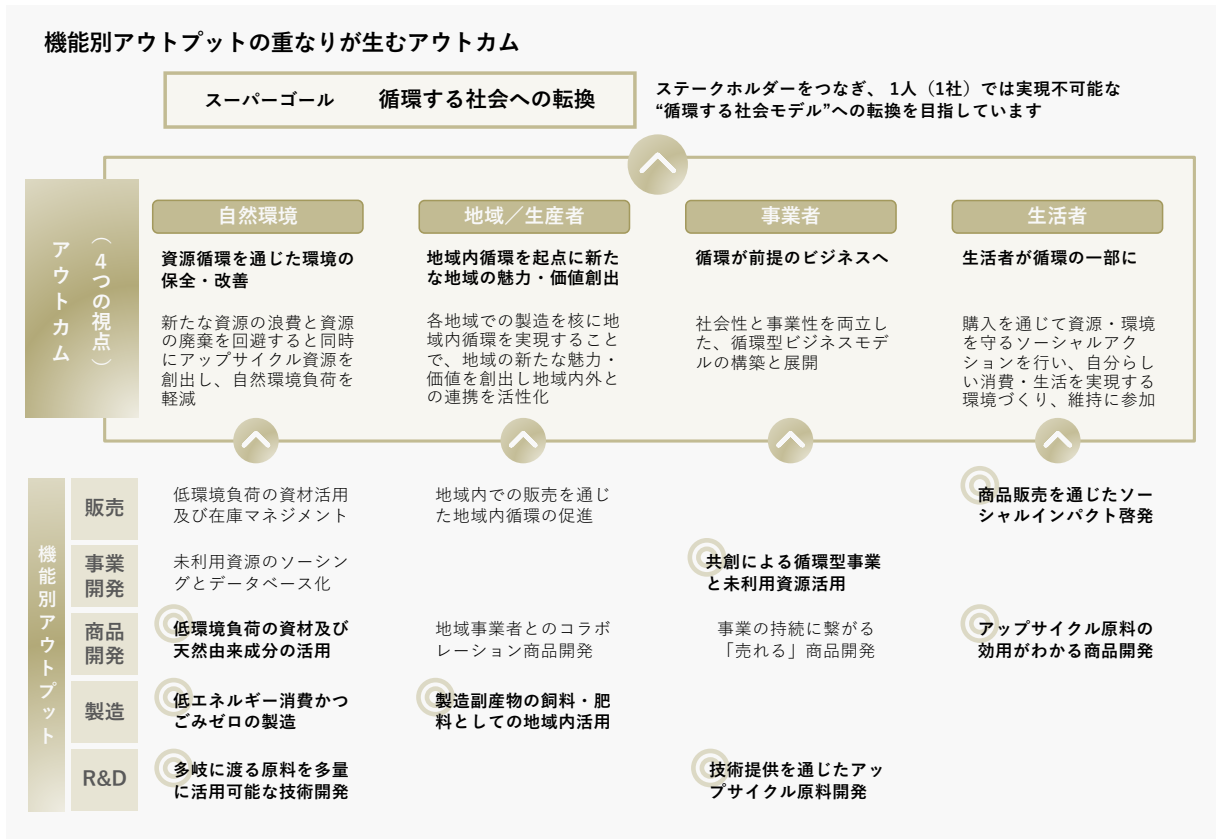 機能別アウトプットの重なりが生むアウトカム
スーパーゴール 循環する社会への転換
ステークホルダーをつなぎ、 1人（1社）では実現不可能な
“循環する社会モデル”への転換を目指しています
アウトカム
（4つの視点）
自然環境
資源循環を通じた環境の
保全・改善
新たな資源の浪費と資源
の廃棄を回避すると同時
にアップサイクル資源を
創出し、自然環境負荷を
軽減
地域／生産者
地域内循環を起点に新た
な地域の魅力・価値創出
各地域での製造を核に地
域内循環を実現すること
で、地域の新たな魅力・
価値を創出し地域内外と
の連携を活性化
事業者
循環が前提のビジネスへ
社会性と事業性を両立し
た、循環型ビジネスモデ
ルの構築と展開
生活者
生活者が循環の一部に
購入を通じて資源・環境
を守るソーシャルアク
ションを行い、自分らし
い消費・生活を実現する
環境づくり、維持に参加
機能別アウトプット
販売
低環境負荷の資材活用
及び在庫マネジメント
地域内での販売を通じ
た地域内循環の促進
商品販売を通じたソー
シャルインパクト啓発
事業
開発
未利用資源のソーシン
グとデータベース化
共創による循環型事業
と未利用資源活用
商品
開発
低環境負荷の資材及び
天然由来成分の活用
地域事業者とのコラボ
レーション商品開発
事業の持続に繋がる
「売れる」商品開発
アップサイクル原料の
効用がわかる商品開発
製造
低エネルギー消費かつ
ごみゼロの製造
製造副産物の飼料・肥
料としての地域内活用
R&D
多岐に渡る原料を多量
に活用可能な技術開発
技術提供を通じたアッ
プサイクル原料開発